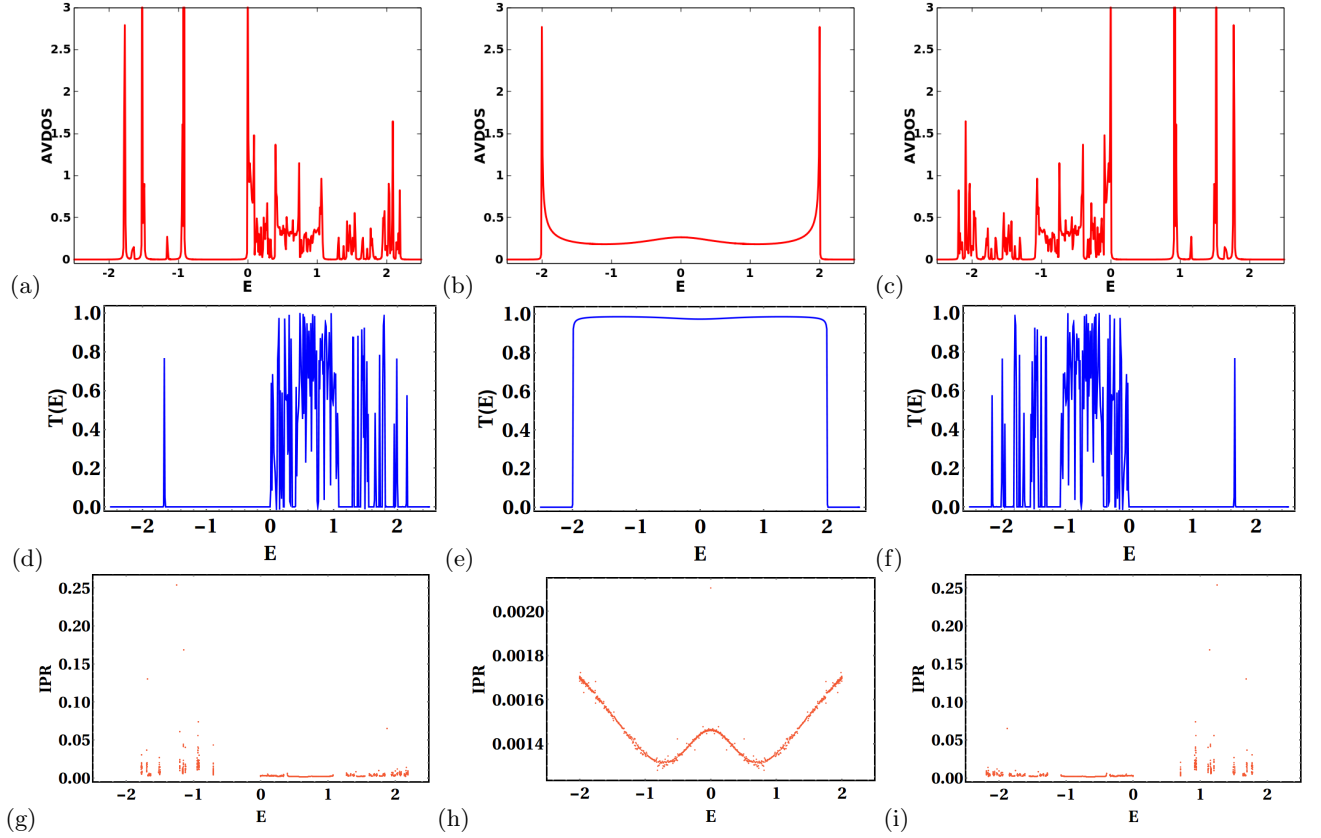 3 3 3
2.5 2.5 2.5
2 2 2
AVDOS AVDOS AVDOS
1.5 1.5 1.5
1 1 1
0.5 0.5 0.5
0 0 0
-2 -1 0 1 2 -2 -1 0 1 2 -2 -1 0 1 2
(a) E (b) E (c) E
1.0 1.0 1.0
0.8 0.8 0.8
0.6 0.6 0.6
T(E) T(E) T(E)
0.4 0.4 0.4
0.2 0.2 0.2
0.0 0.0 0.0
−2 −1 0 1 2 −2 −1 0 1 2 −2 −1 0 1 2
(d) E (e) E (f) E
0.25 0.0020 0.25
0.20 0.0018 0.20
0.15 0.0016 0.15
IPR IPR IPR
0.10 0.0014 0.10
0.05 0.05
0.00 0.00
−2 −1 0 1 2 −2 −1 0 1 2 −2 −1 0 1 2
(g) E (h) E (i) E